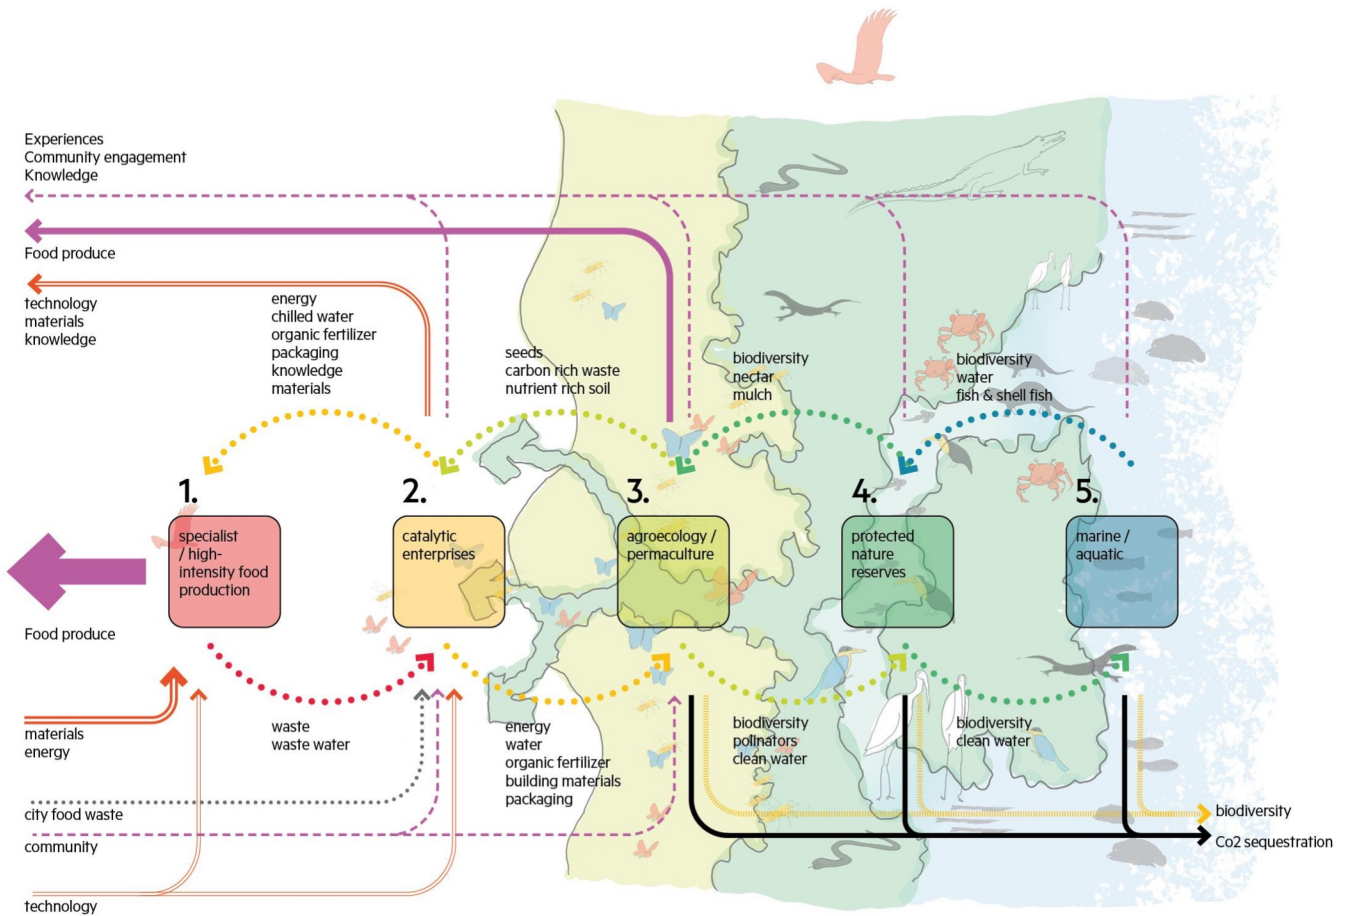 Experiences
Community engagement
Knowledge
Food produce
technology
materials
knowledge
energy
chilled water
organic fertilizer
packaging
knowledge
materials
seeds
carbon rich waste
nutrient rich soil
biodiversity
nectar
mulch
biodiversity
water
fish & shell fish
1.
2.
3.
4.
5.
specialist
/ high-
intensity food
production
catalytic
enterprises
agroecology /
permaculture
protected
nature
reserves
marine /
aquatic
Food produce
materials
energy
waste
waste water
energy
water
organic fertilizer
building materials
packaging
biodiversity
polinators
clean water
biodiversity
clean water
city food waste
community
technology
biodiversity
Co2 sequestration